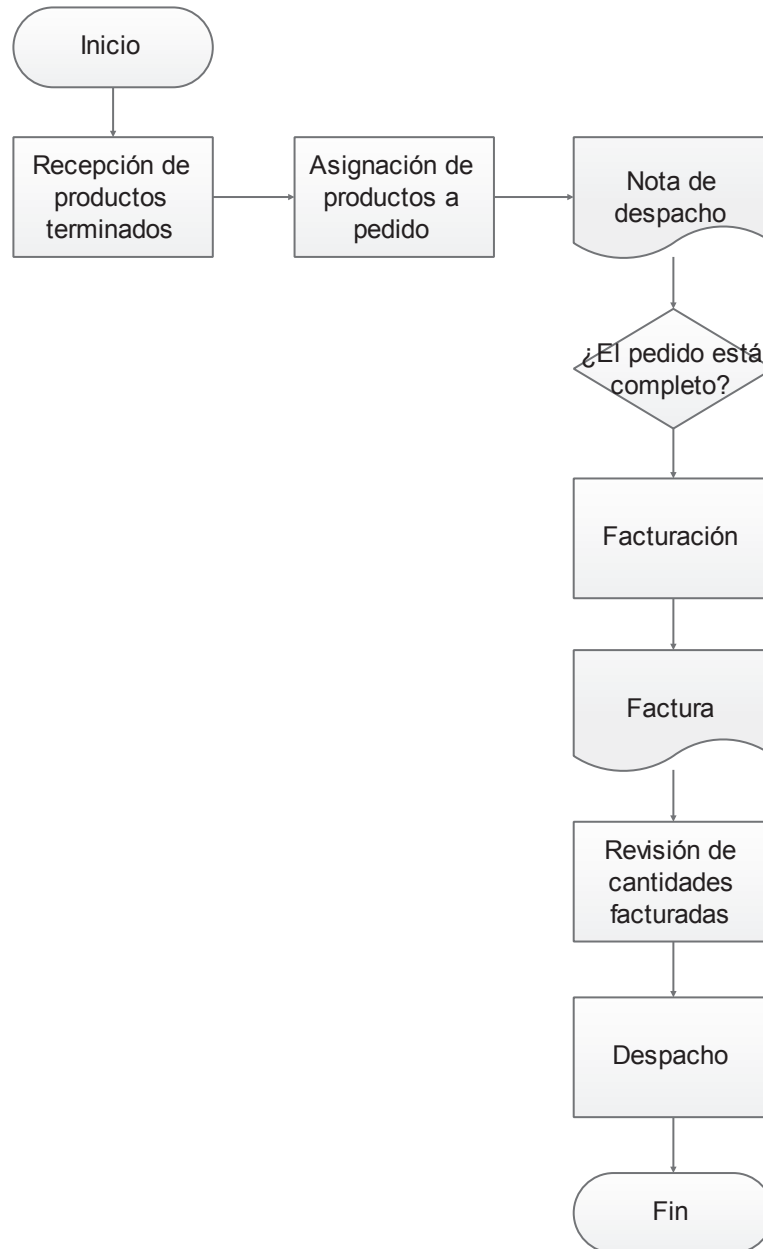 Inicio
Recepción de
productos
terminados
Asignación de
productos a
pedido
Nota de
despacho
¿El pedido está
completo?
Facturación
Factura
Revisión de
cantidades
facturadas
Despacho
Fin